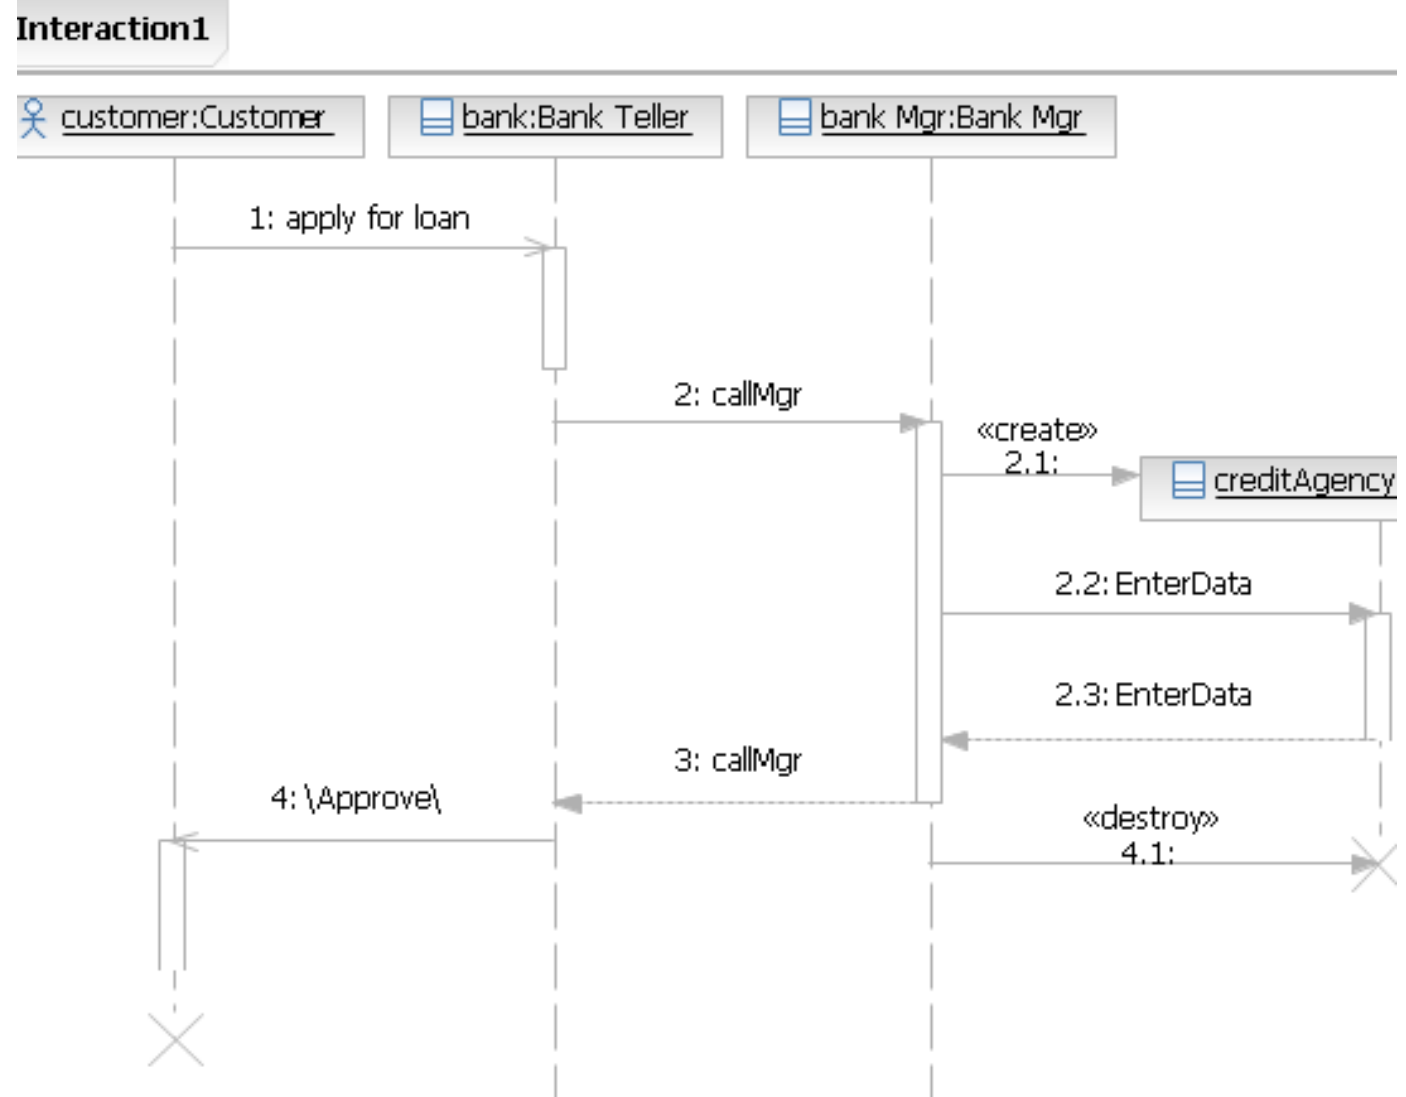 Interaction1
customer:Customer
bank:Bank Teller
bank Mgr:Bank Mgr
1: apply for loan
2: callMgr
«create»
2.1:
creditAgency
2.2: EnterData
2.3: EnterData
3: callMgr
4: \Approve\
«destroy»
4.1: